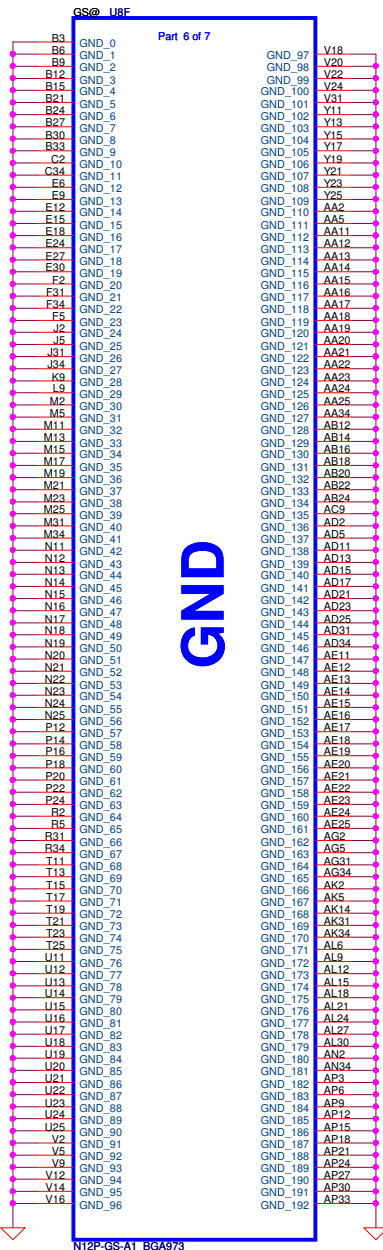 GS@ U8F
Part 6 of 7
B3 GND_0
B6 GND_1
B9 GND_2
B12 GND_3
B15 GND_4
B21 GND_5
B24 GND_6
B27 GND_7
B30 GND_8
B33 GND_9
C2 GND_10
C34 GND_11
E6 GND_12
E9 GND_13
E12 GND_14
E15 GND_15
E18 GND_16
E24 GND_17
E27 GND_18
E30 GND_19
F2 GND_20
F31 GND_21
F34 GND_22
F5 GND_23
J2 GND_24
J5 GND_25
J31 GND_26
J34 GND_27
K9 GND_28
L9 GND_29
M2 GND_30
M5 GND_31
M11 GND_32
M13 GND_33
M15 GND_34
M17 GND_35
M19 GND_36
M21 GND_37
M23 GND_38
M25 GND_39
M31 GND_40
M34 GND_41
N11 GND_42
N12 GND_43
N13 GND_44
N14 GND_45
N15 GND_46
N16 GND_47
N17 GND_48
N18 GND_49
N19 GND_50
N20 GND_51
N21 GND_52
N22 GND_53
N23 GND_54
N24 GND_55
N25 GND_56
P12 GND_57
P14 GND_58
P16 GND_59
P18 GND_60
P20 GND_61
P22 GND_62
P24 GND_63
R2 GND_64
R5 GND_65
R31 GND_66
R34 GND_67
T11 GND_68
T13 GND_69
T15 GND_70
T17 GND_71
T19 GND_72
T21 GND_73
T23 GND_74
T25 GND_75
U11 GND_76
U12 GND_77
U13 GND_78
U14 GND_79
U15 GND_80
U16 GND_81
U17 GND_82
U18 GND_83
U19 GND_84
U20 GND_85
U21 GND_86
U22 GND_87
U23 GND_88
U24 GND_89
U25 GND_90
V2 GND_91
V5 GND_92
V9 GND_93
V12 GND_94
V14 GND_95
V16 GND_96
GND
GND_97 V18
GND_98 V20
GND_99 V22
GND_100 V24
GND_101 V31
GND_102 Y11
GND_103 Y13
GND_104 Y15
GND_105 Y17
GND_106 Y19
GND_107 Y21
GND_108 Y23
GND_109 Y25
GND_110 AA2
GND_111 AA5
GND_112 AA11
GND_113 AA12
GND_114 AA13
GND_115 AA14
GND_116 AA15
GND_117 AA16
GND_118 AA17
GND_119 AA18
GND_120 AA19
GND_121 AA20
GND_122 AA21
GND_123 AA22
GND_124 AA23
GND_125 AA24
GND_126 AA25
GND_127 AA34
GND_128 AB12
GND_129 AB14
GND_130 AB16
GND_131 AB18
GND_132 AB20
GND_133 AB22
GND_134 AB24
GND_135 AC9
GND_136 AD2
GND_137 AD5
GND_138 AD11
GND_139 AD13
GND_140 AD15
GND_141 AD17
GND_142 AD21
GND_143 AD23
GND_144 AD25
GND_145 AD31
GND_146 AD34
GND_147 AE11
GND_148 AE12
GND_149 AE13
GND_150 AE14
GND_151 AE15
GND_152 AE16
GND_153 AE17
GND_154 AE18
GND_155 AE19
GND_156 AE20
GND_157 AE21
GND_158 AE22
GND_159 AE23
GND_160 AE24
GND_161 AE25
GND_162 AG2
GND_163 AG5
GND_164 AG31
GND_165 AG34
GND_166 AK2
GND_167 AK5
GND_168 AK14
GND_169 AK31
GND_170 AK34
GND_171 AL6
GND_172 AL9
GND_173 AL12
GND_174 AL15
GND_175 AL18
GND_176 AL21
GND_177 AL24
GND_178 AL27
GND_179 AL30
GND_180 AN2
GND_181 AN34
GND_182 AP3
GND_183 AP6
GND_184 AP9
GND_185 AP12
GND_186 AP15
GND_187 AP18
GND_188 AP21
GND_189 AP24
GND_190 AP27
GND_191 AP30
GND_192 AP33
N12P-GS-A1_BGA973